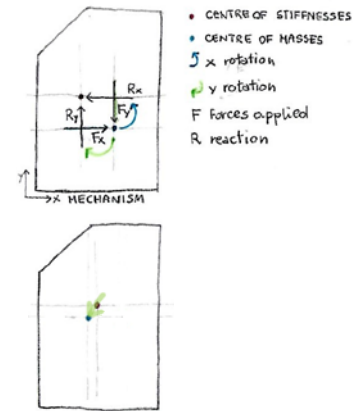 • CENTRE OF STIFFNESSES
• CENTRE OF MASSES
x rotation
y rotation
F Forces applied
R reaction
Rx
Ry
Fy
Fx
y
x MECHANISM